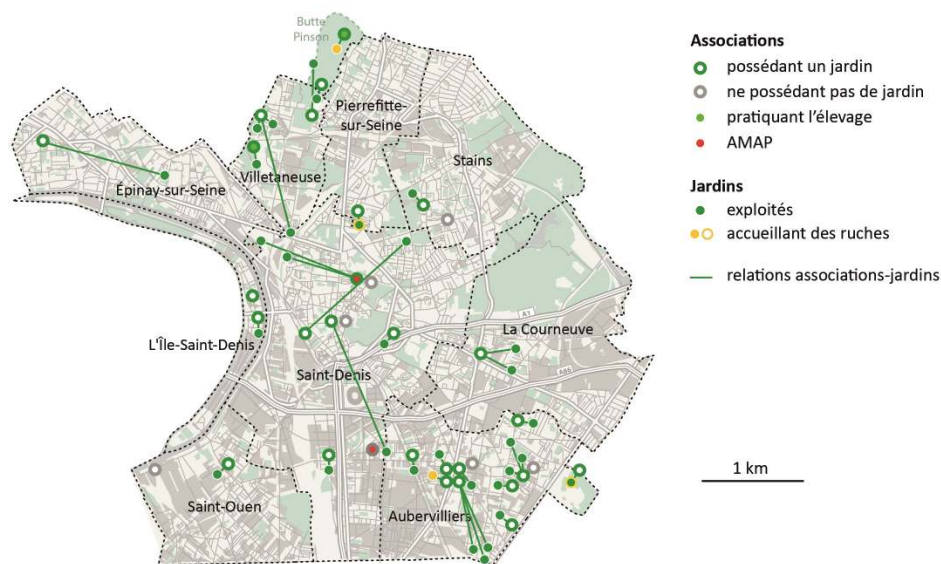 Butte
Pinson
Pierrefitte-
sur-Seine
Stains
Villetaneuse
Épinay-sur-Seine
L'Île-Saint-Denis
A1
La Courneuve
Saint-Denis
A86
Saint-Ouen
Aubervilliers
Associations
possédant un jardin
ne possédant pas de jardin
pratiquant l'élevage
AMAP
Jardins
exploités
accueillant des ruches
relations associations-jardins
1 km